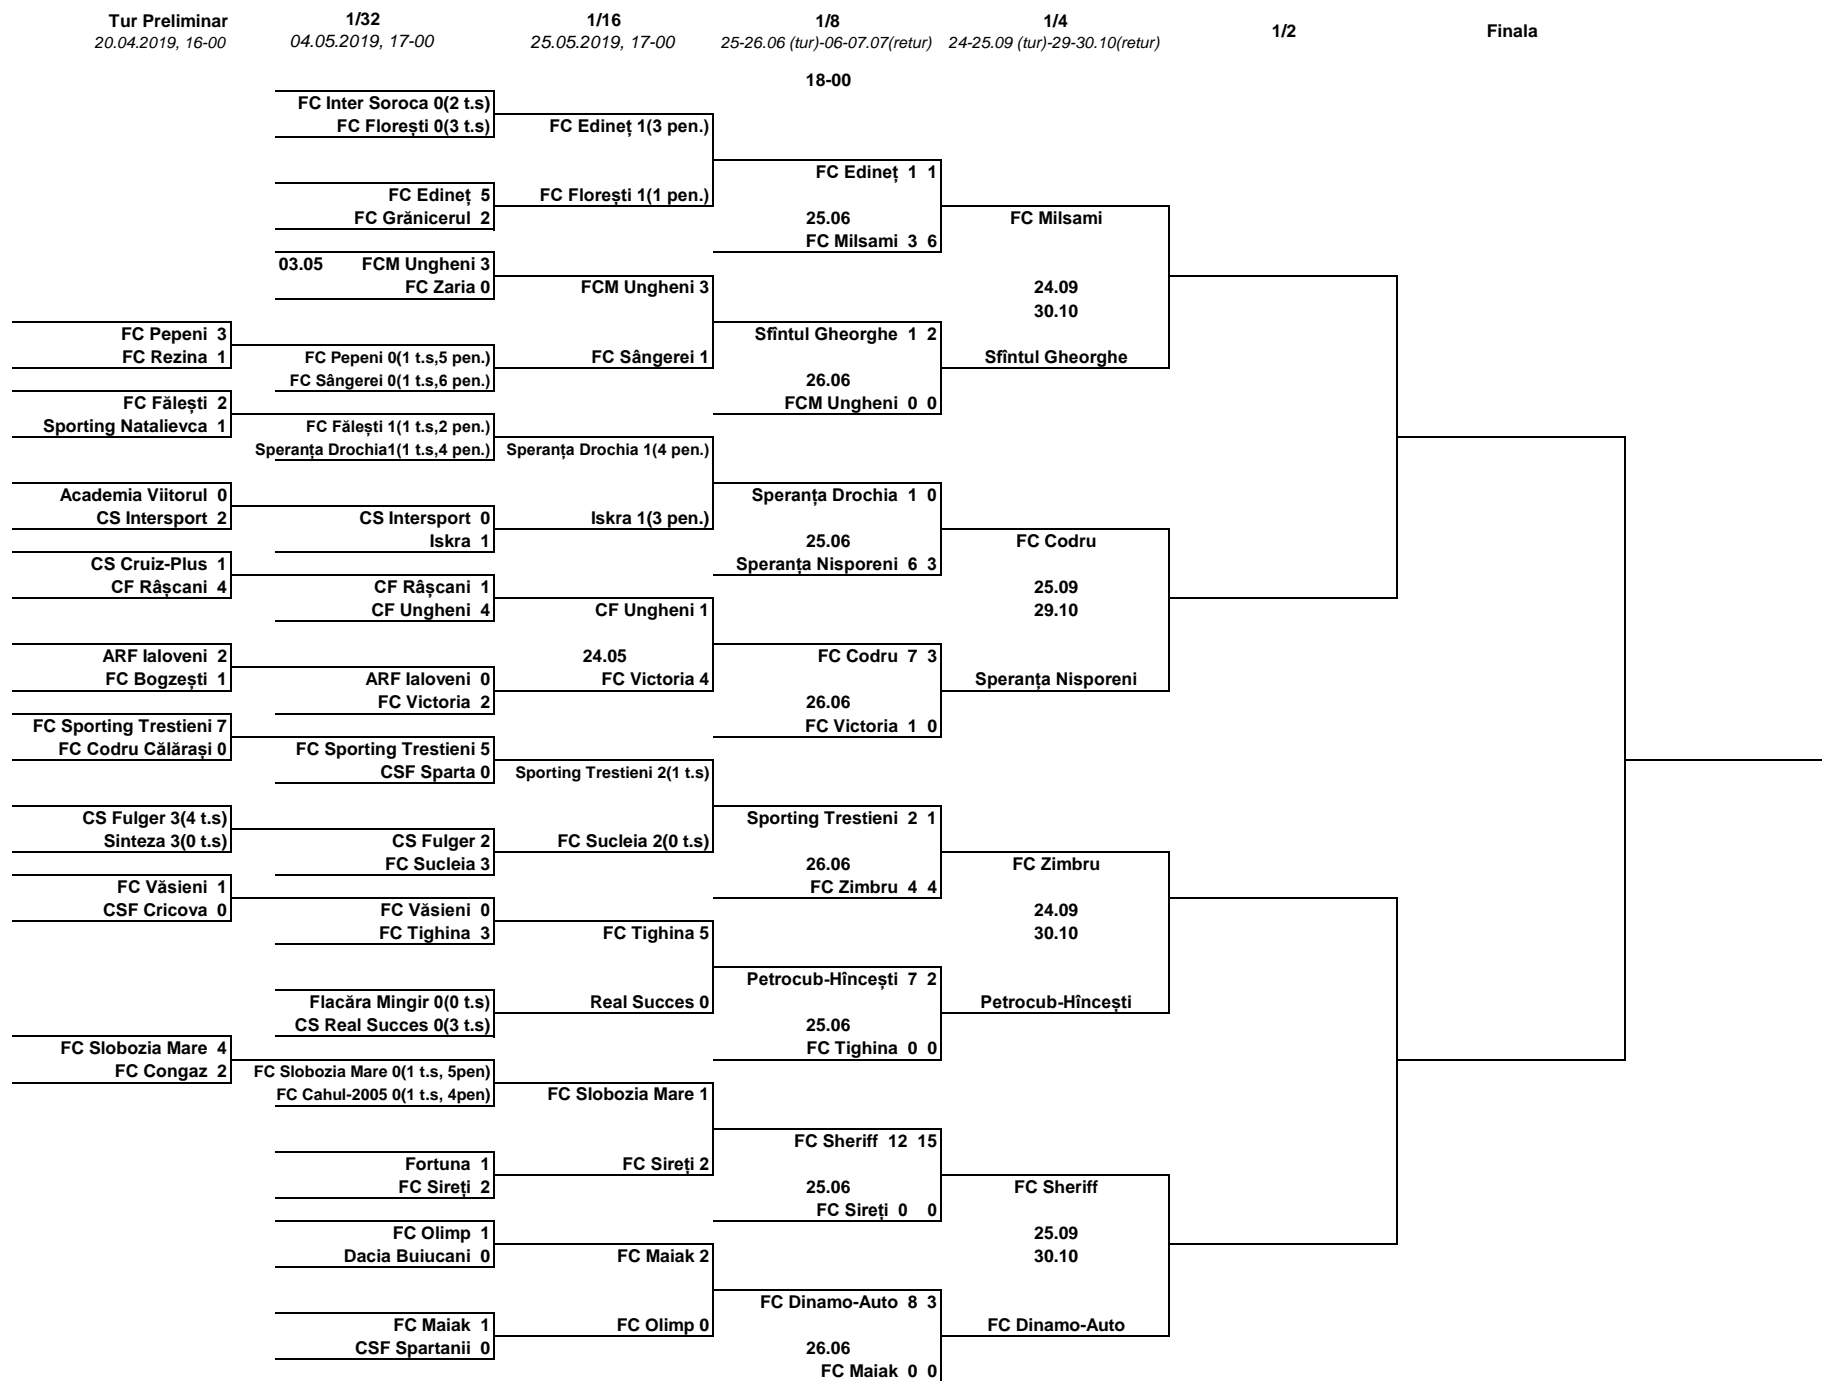 Tur Preliminar
20.04.2019, 16-00
1/32
04.05.2019, 17-00
1/16
25.05.2019, 17-00
1/8
25-26.06 (tur)-06-07.07(retur)
18-00
1/4
24-25.09 (tur)-29-30.10(retur)
1/2
Finala
FC Pepeni 3
FC Rezina 1
FC Fălești 2
Sporting Natalievca 1
Academia Viitorul 0
CS Intersport 2
CS Cruiz-Plus 1
CF Râșcani 4
ARF Ialoveni 2
FC Bogzești 1
FC Sporting Trestieni 7
FC Codru Călărași 0
CS Fulger 3(4 t.s)
Sinteza 3(0 t.s)
FC Văsieni 1
CSF Cricova 0
FC Slobozia Mare 4
FC Congaz 2
FC Inter Soroca 0(2 t.s)
FC Florești 0(3 t.s)
FC Edineț 5
FC Grănicerul 2
03.05 FCM Ungheni 3
FC Zaria 0
FC Pepeni 0(1 t.s,5 pen.)
FC Sângerei 0(1 t.s,6 pen.)
FC Fălești 1(1 t.s,2 pen.)
Speranța Drochia1(1 t.s,4 pen.)
CS Intersport 0
Iskra 1
CF Râșcani 1
CF Ungheni 4
ARF Ialoveni 0
FC Victoria 2
FC Sporting Trestieni 5
CSF Sparta 0
CS Fulger 2
FC Sucleia 3
FC Văsieni 0
FC Tighina 3
Flacăra Mingir 0(0 t.s)
CS Real Succes 0(3 t.s)
FC Slobozia Mare 0(1 t.s, 5pen)
FC Cahul-2005 0(1 t.s, 4pen)
Fortuna 1
FC Sireți 2
FC Olimp 1
Dacia Buiucani 0
FC Maiak 1
CSF Spartanii 0
FC Edineț 1(3 pen.)
FC Florești 1(1 pen.)
FCM Ungheni 3
FC Sângerei 1
Speranța Drochia 1(4 pen.)
Iskra 1(3 pen.)
CF Ungheni 1
24.05
FC Victoria 4
Sporting Trestieni 2(1 t.s)
FC Sucleia 2(0 t.s)
FC Tighina 5
Real Succes 0
FC Slobozia Mare 1
FC Sireți 2
FC Maiak 2
FC Olimp 0
FC Edineț 1 1
25.06
FC Milsami 3 6
Sfîntul Gheorghe 1 2
26.06
FCM Ungheni 0 0
Speranța Drochia 1 0
25.06
Speranța Nisporeni 6 3
FC Codru 7 3
26.06
FC Victoria 1 0
Sporting Trestieni 2 1
26.06
FC Zimbru 4 4
Petrocub-Hîncești 7 2
25.06
FC Tighina 0 0
FC Sheriff 12 15
25.06
FC Sireți 0 0
FC Dinamo-Auto 8 3
26.06
FC Maiak 0 0
FC Milsami
24.09
30.10
Sfîntul Gheorghe
FC Codru
25.09
29.10
Speranța Nisporeni
FC Zimbru
24.09
30.10
Petrocub-Hîncești
FC Sheriff
25.09
30.10
FC Dinamo-Auto